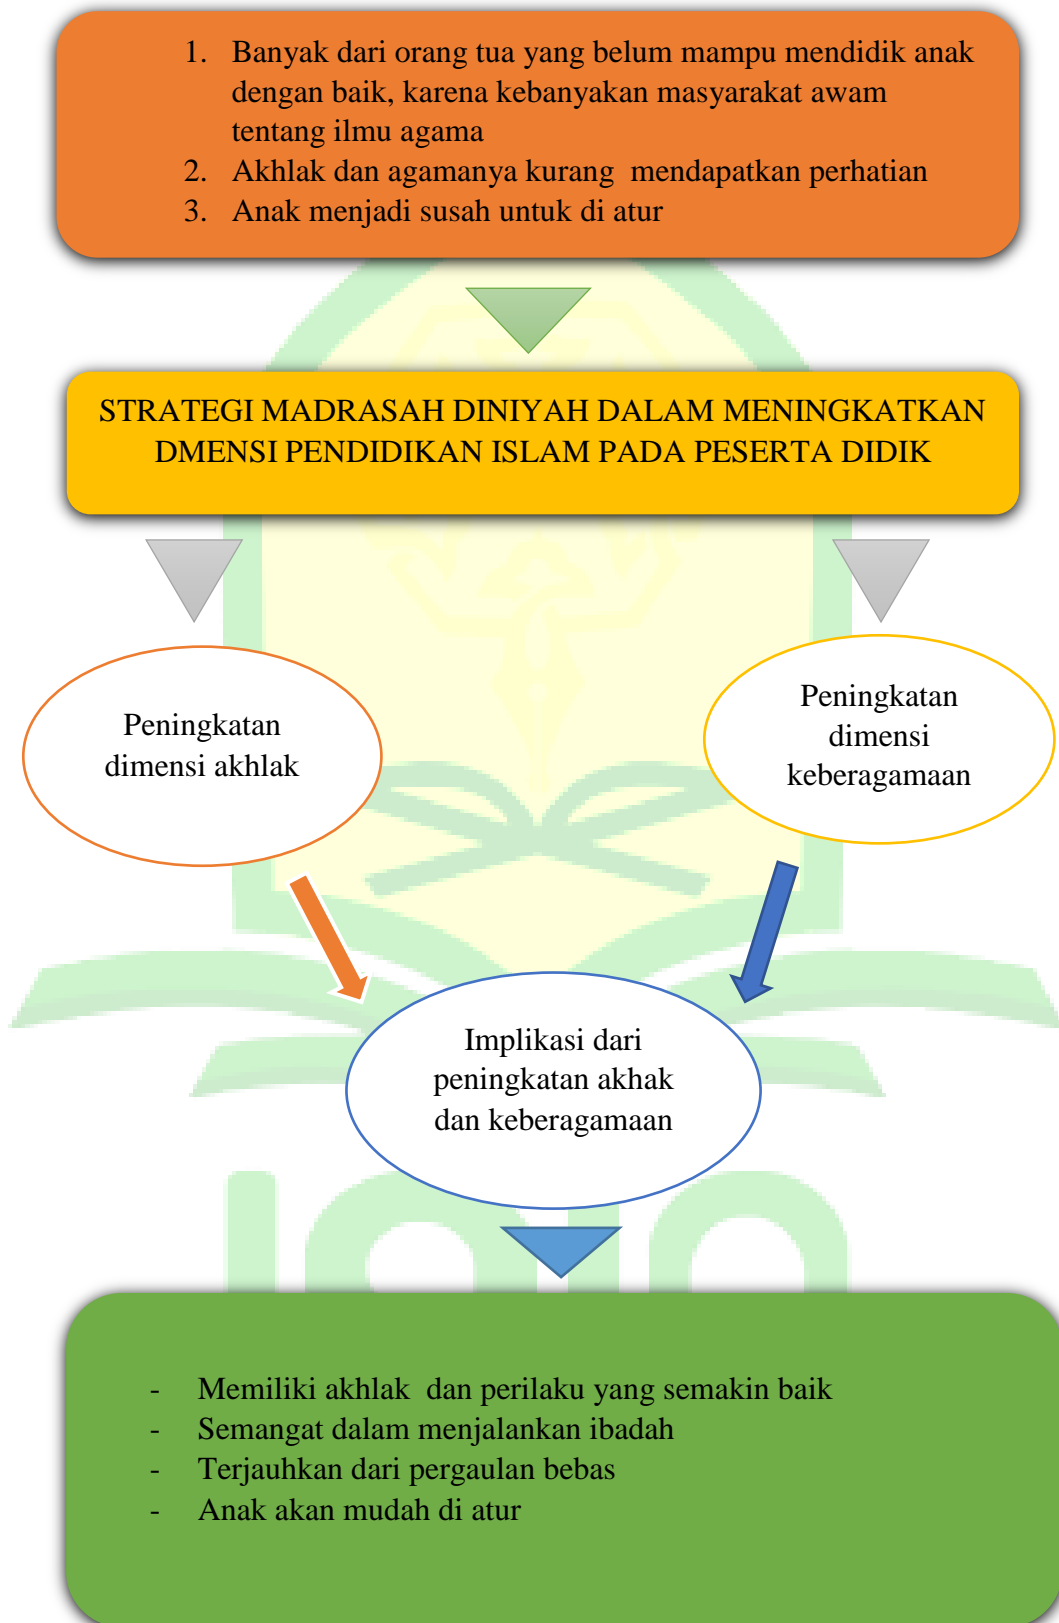 1. Banyak dari orang tua yang belum mampu mendidik anak
dengan baik, karena kebanyakan masyarakat awam
tentang ilmu agama
2. Akhlak dan agamanya kurang mendapatkan perhatian
3. Anak menjadi susah untuk di atur
STRATEGI MADRASAH DINIYAH DALAM MENINGKATKAN
DMENSI PENDIDIKAN ISLAM PADA PESERTA DIDIK
Peningkatan
dimensi akhlak
Peningkatan
dimensi
keberagamaan
Implikasi dari
peningkatan akhak
dan keberagamaan
- Memiliki akhlak dan perilaku yang semakin baik
- Semangat dalam menjalankan ibadah
- Terjauhkan dari pergaulan bebas
- Anak akan mudah di atur